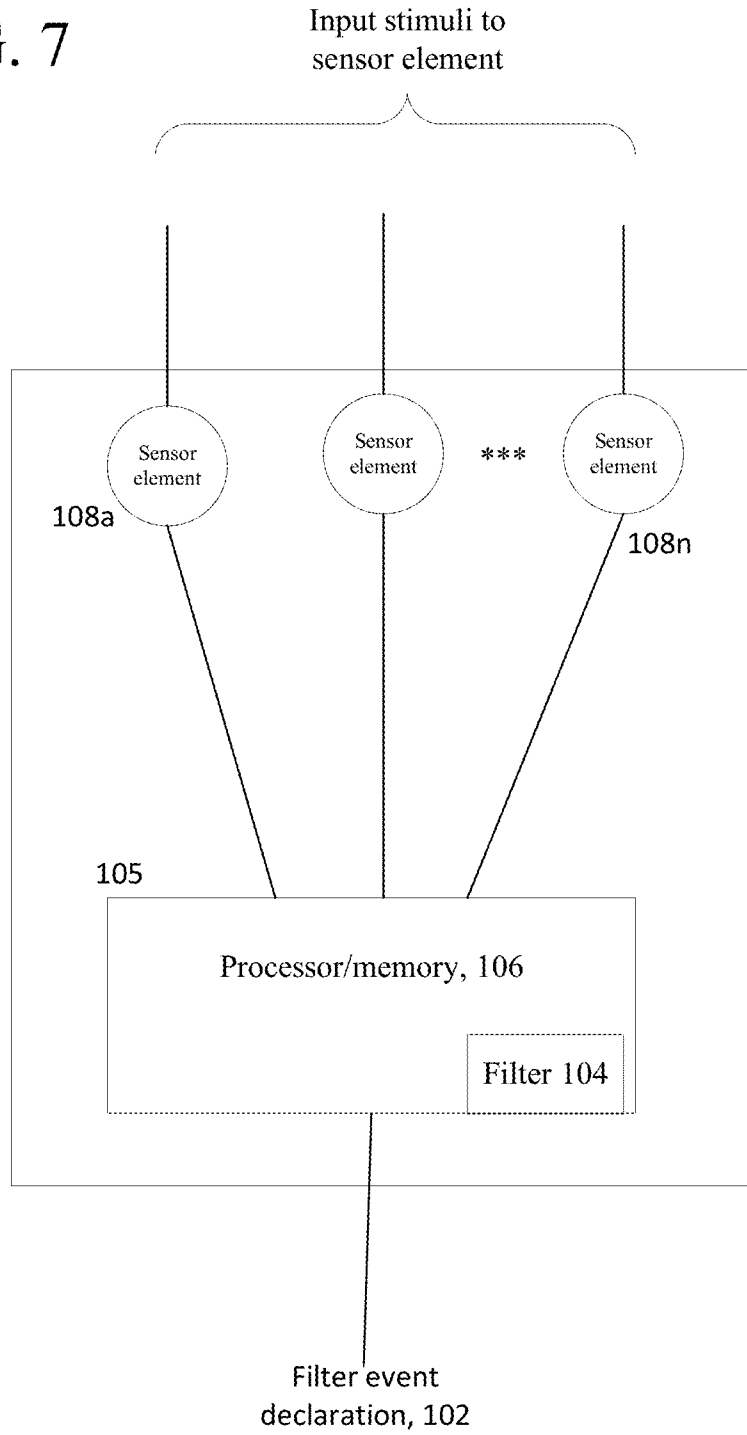 . 7
Input stimuli to
sensor element
Sensor
element
Sensor
element
***
Sensor
element
108a
108n
105
Processor/memory, 106
Filter 104
Filter event
declaration, 102